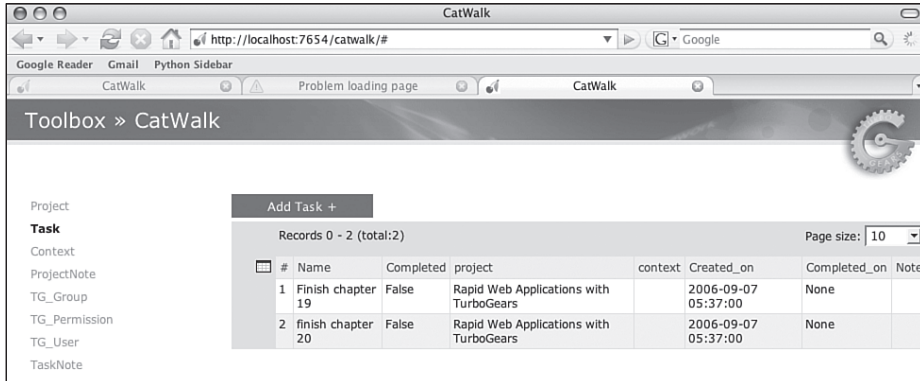 CatWalk
http://localhost:7654/catwalk/#
G Google
Google Reader Gmail Python Sidebar
CatWalk Problem loading page CatWalk
Toolbox » CatWalk
Project
Task
Context
ProjectNote
TG_Group
TG_Permission
TG_User
TaskNote
Add Task +
Records 0 - 2 (total:2) Page size: 10
# Name Completed project context Created_on Completed_on Note
1 Finish chapter 19 False Rapid Web Applications with TurboGears 2006-09-07 05:37:00 None
2 finish chapter 20 False Rapid Web Applications with TurboGears 2006-09-07 05:37:00 None